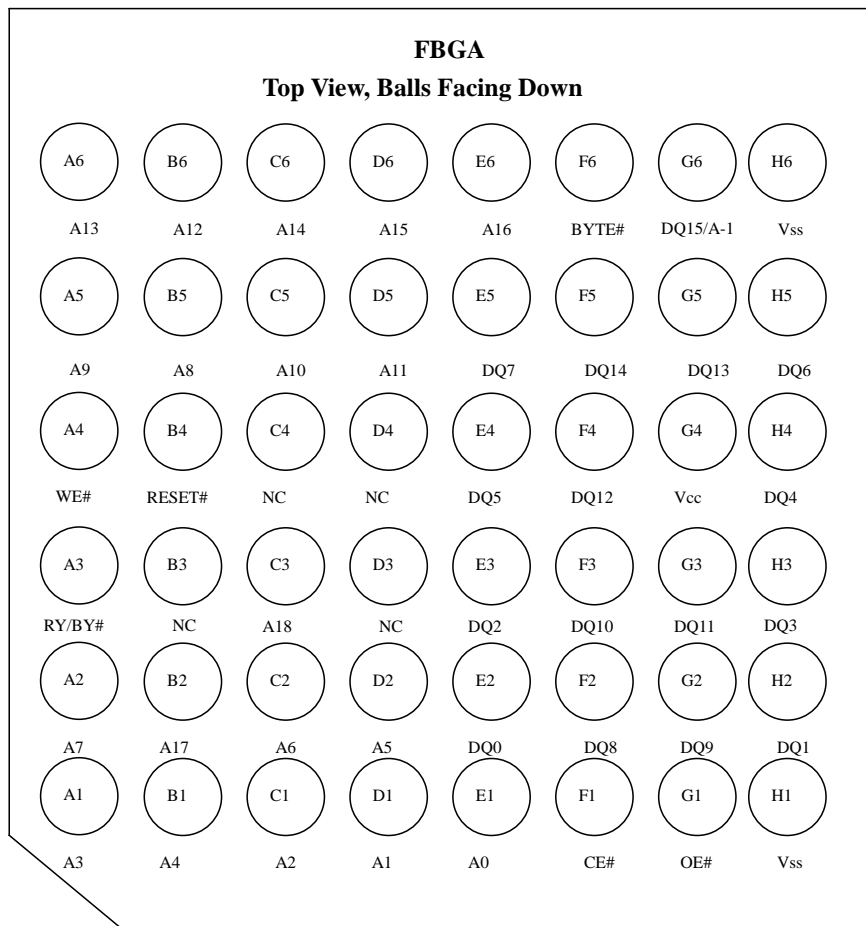 FBGA
Top View, Balls Facing Down
A6 B6 C6 D6 E6 F6 G6 H6
A13 A12 A14 A15 A16 BYTE# DQ15/A-1 Vss
A5 B5 C5 D5 E5 F5 G5 H5
A9 A8 A10 A11 DQ7 DQ14 DQ13 DQ6
A4 B4 C4 D4 E4 F4 G4 H4
WE# RESET# NC NC DQ5 DQ12 Vcc DQ4
A3 B3 C3 D3 E3 F3 G3 H3
RY/BY# NC A18 NC DQ2 DQ10 DQ11 DQ3
A2 B2 C2 D2 E2 F2 G2 H2
A7 A17 A6 A5 DQ0 DQ8 DQ9 DQ1
A1 B1 C1 D1 E1 F1 G1 H1
A3 A4 A2 A1 A0 CE# OE# Vss